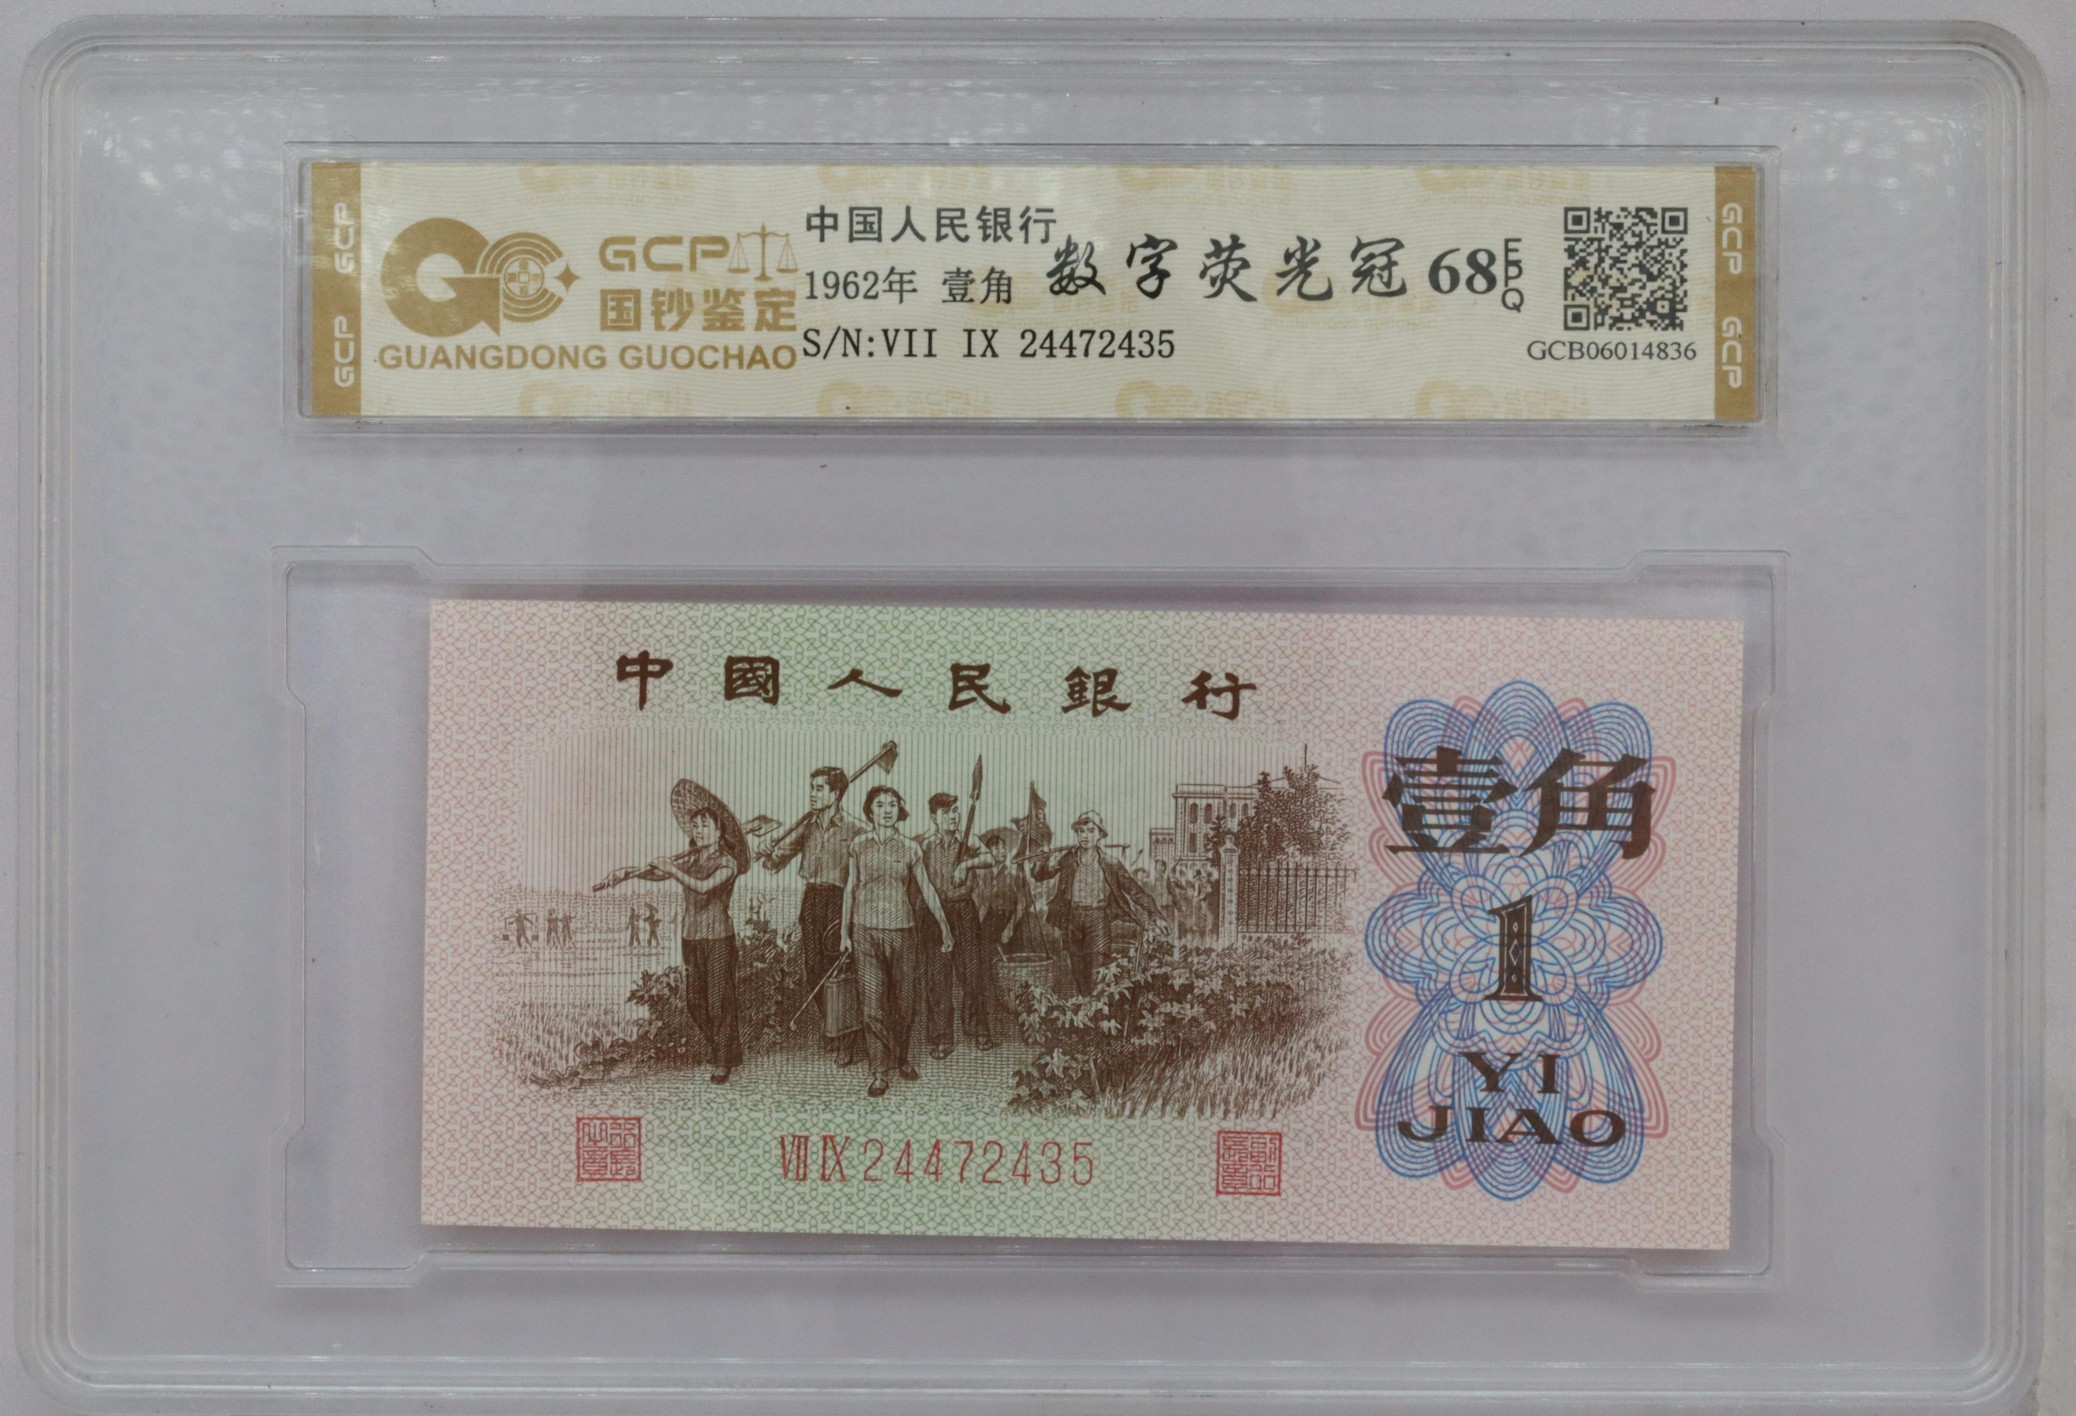 GCP GCP
GCP
国钞鉴定
GUANGDONG GUOCHAO
中国人民银行
1962年 壹角
S/N:VII IX 24472435
数字荧光冠 68 EPQ
GCB06014836
GCP GCP
中國人民銀行
壹角
1
YI
JIAO
VII IX 24472435